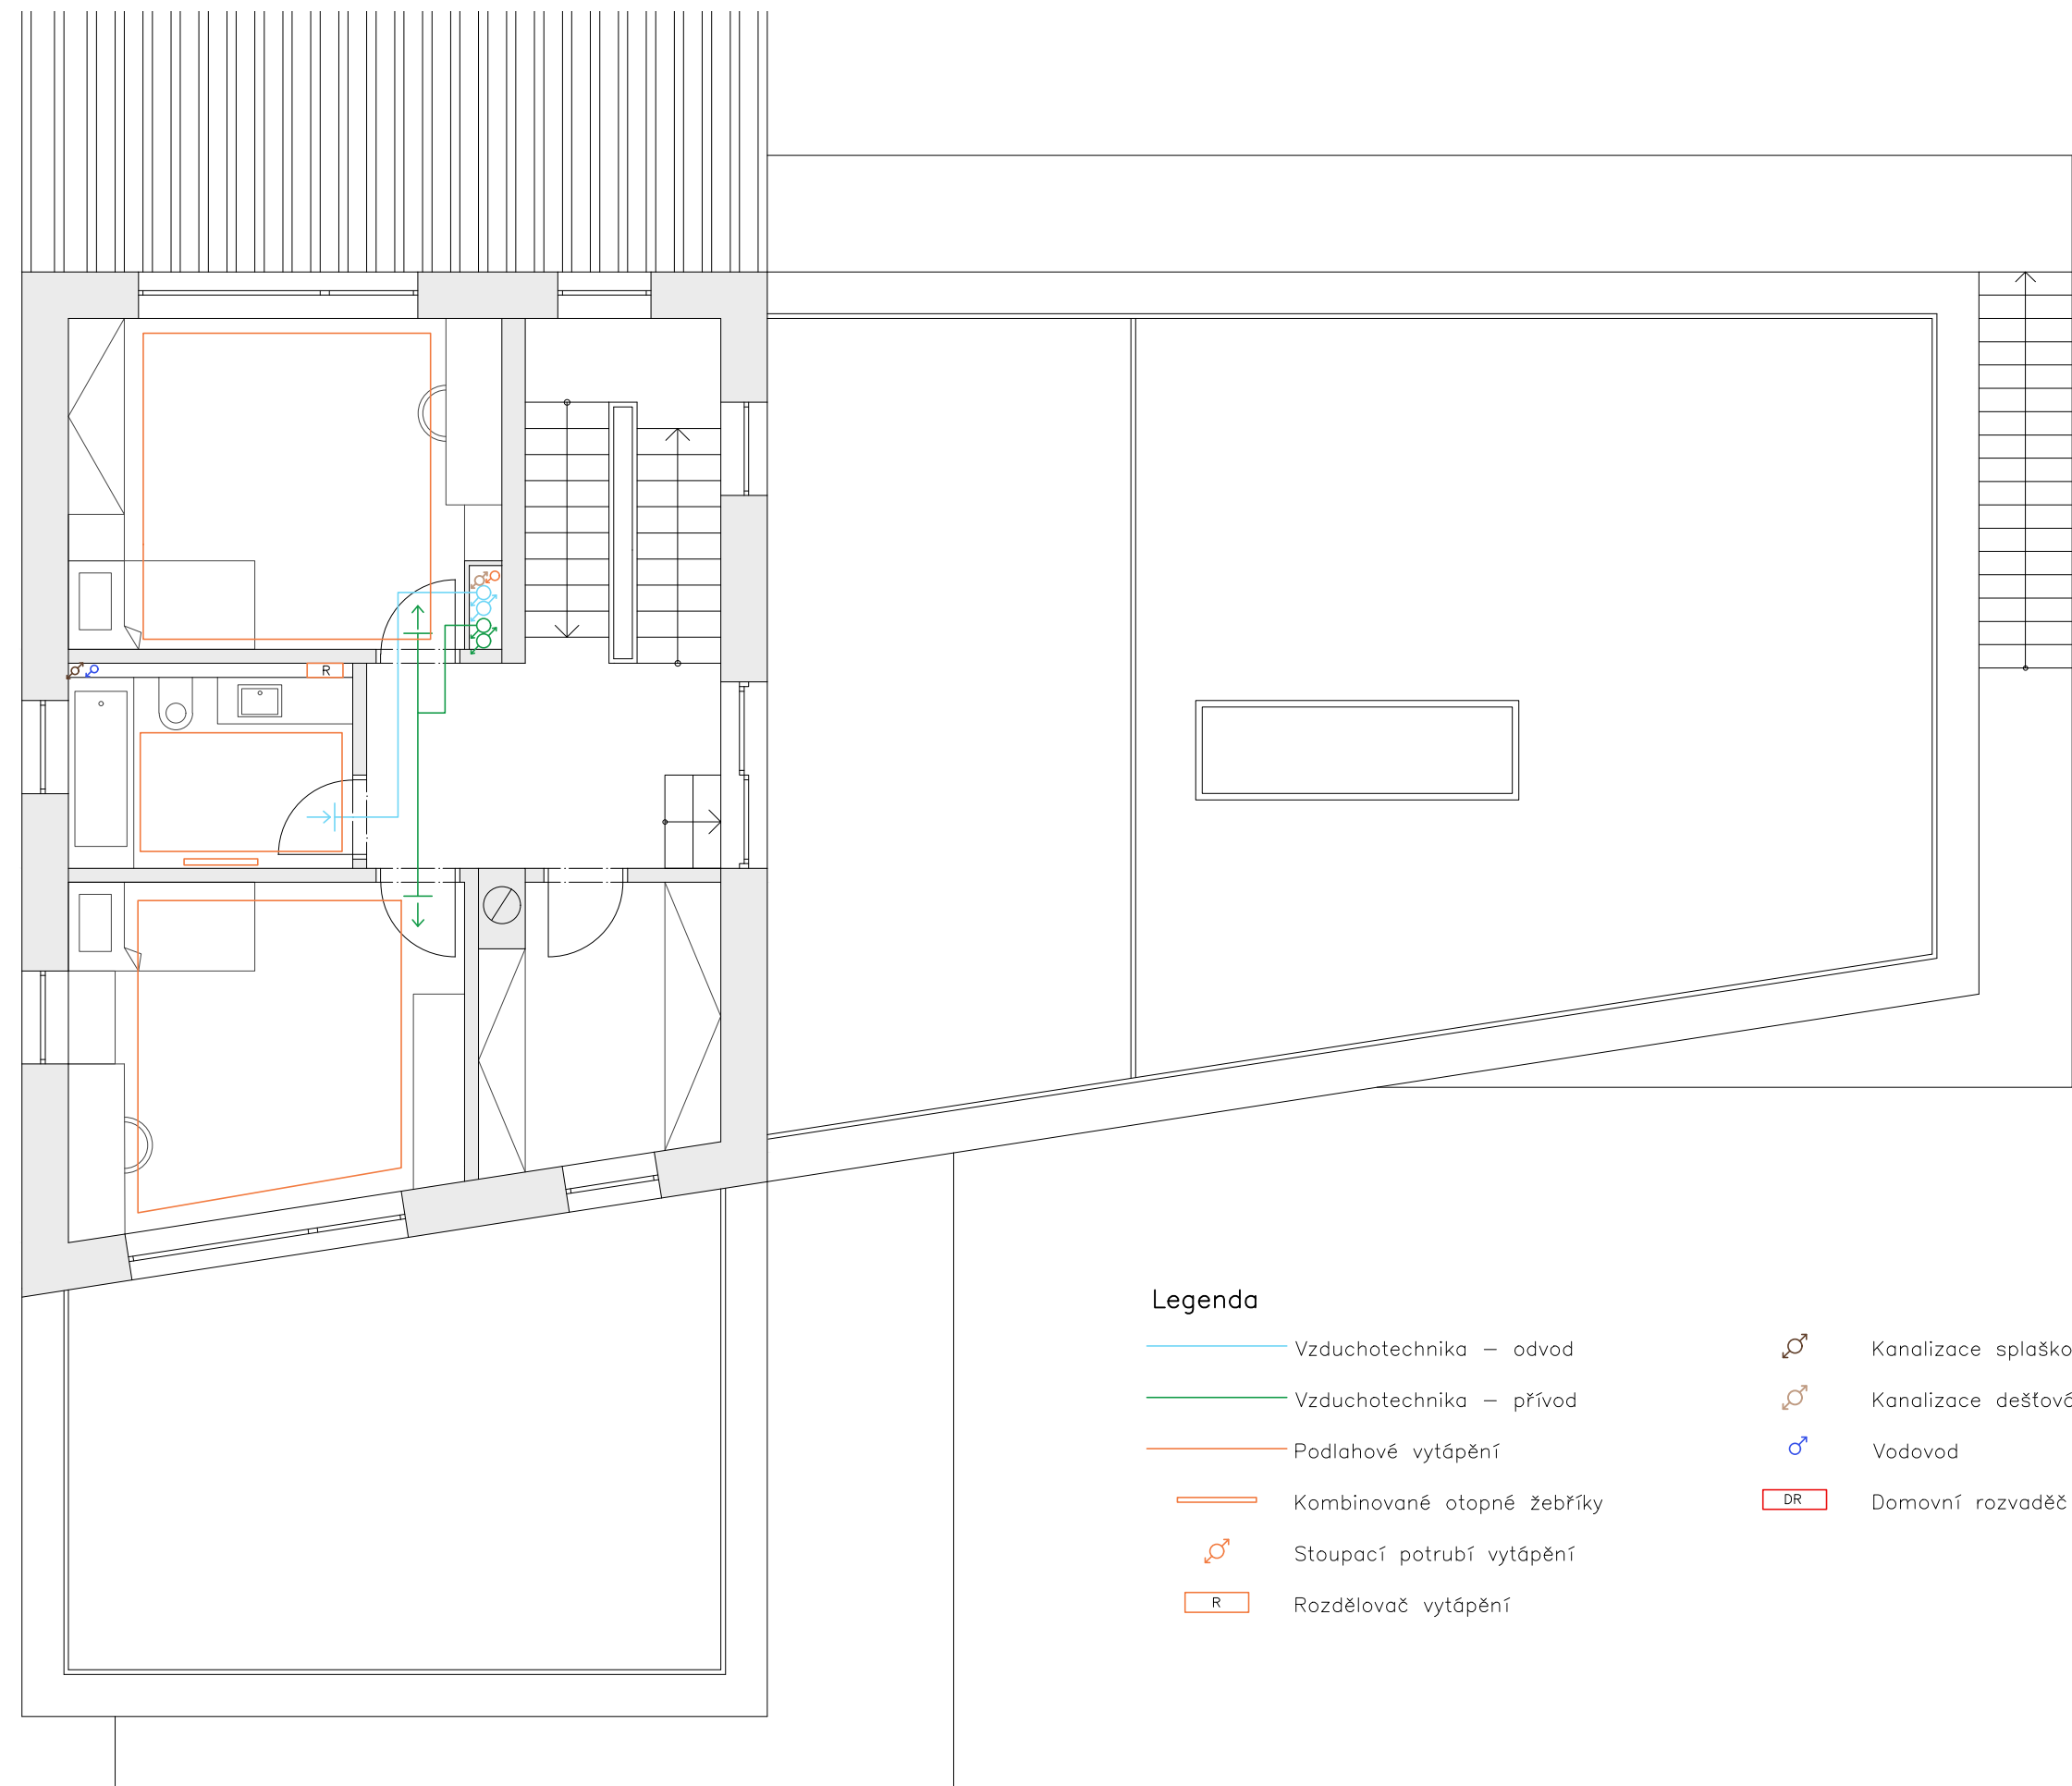 R
Legenda
Vzduchotechnika – odvod
Vzduchotechnika – přívod
Podlahové vytápění
Kombinované otopné žebříky
Stoupací potrubí vytápění
R Rozdělovač vytápění
Kanalizace splaško
Kanalizace dešťová
Vodovod
DR Domovní rozvaděč